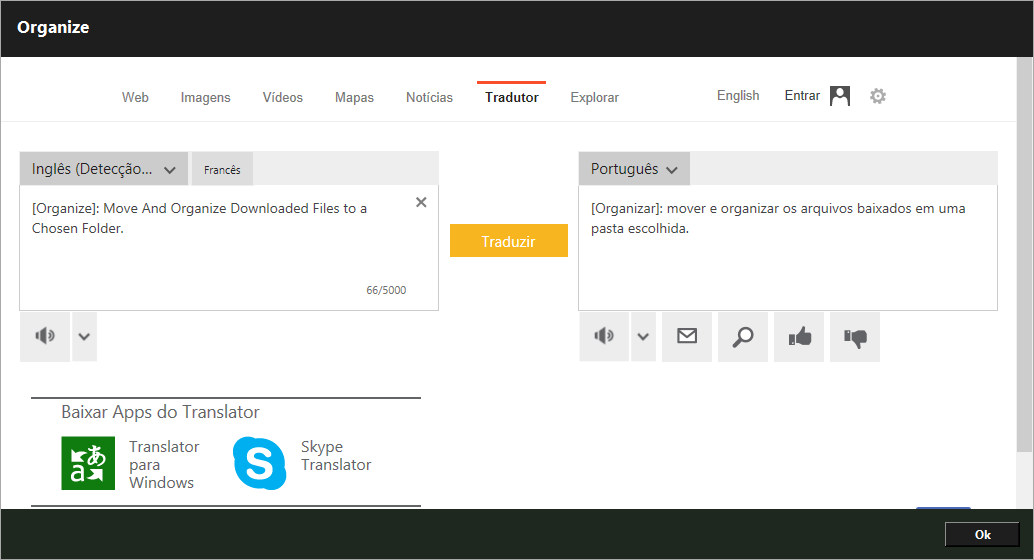 Organize
Web Imagens Vídeos Mapas Notícias Tradutor Explorar English Entrar
Inglês (Detecção... Francês
[Organize]: Move And Organize Downloaded Files to a
Chosen Folder.
66/5000
Traduzir
Português
[Organizar]: mover e organizar os arquivos baixados em uma
pasta escolhida.
Baixar Apps do Translator
Translator
para
Windows
Skype
Translator
Ok